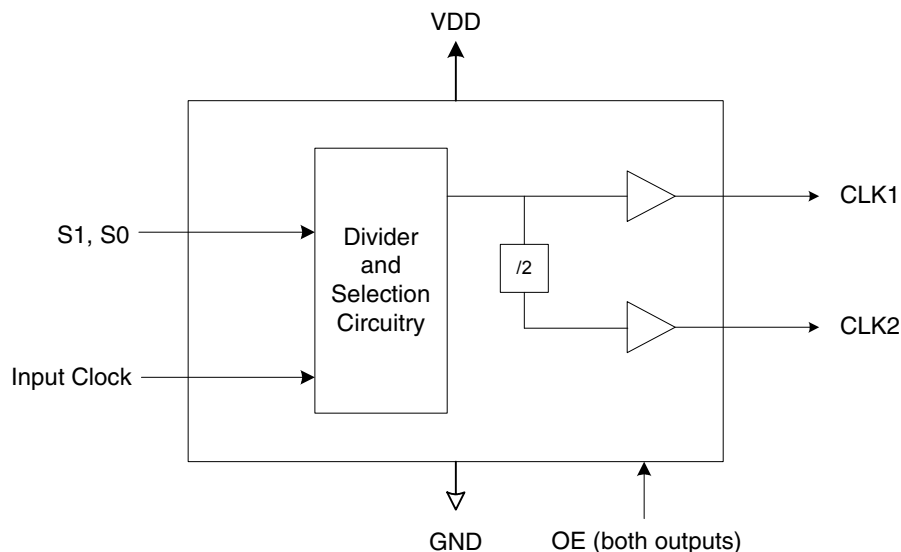 VDD
CLK1
S1, S0
Divider
and
Selection
Circuitry
/2
CLK2
Input Clock
GND
OE (both outputs)